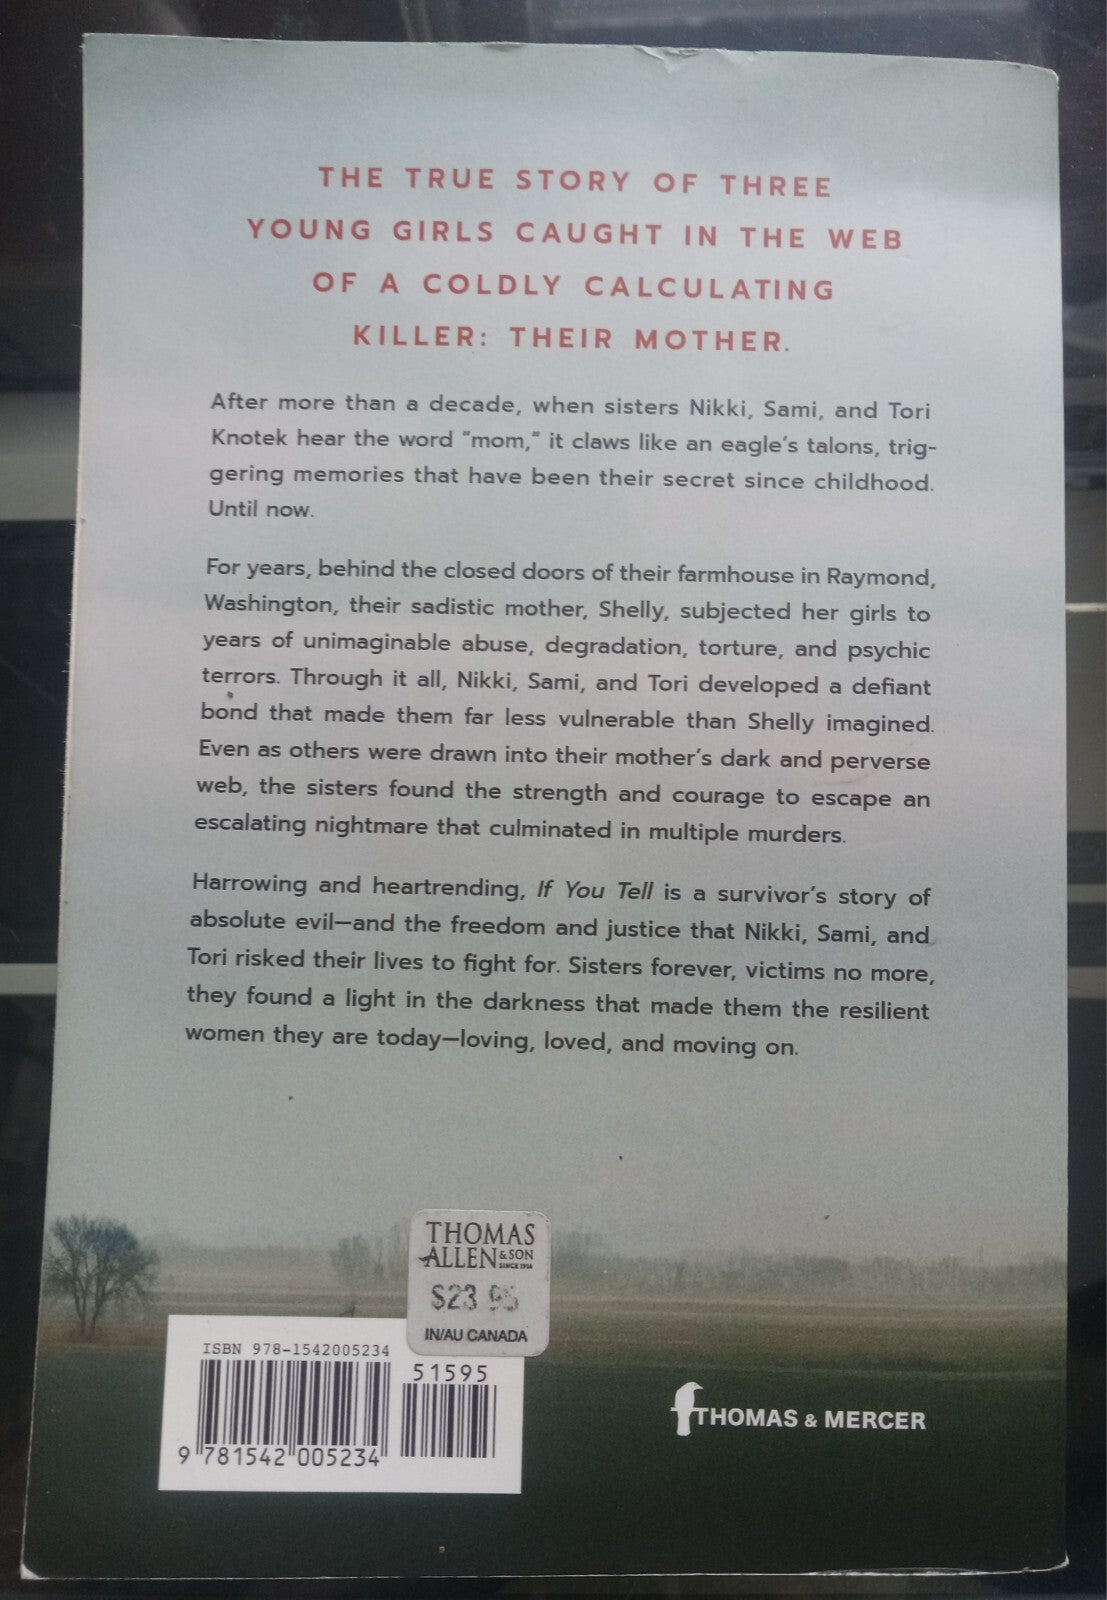 THE TRUE STORY OF THREE
YOUNG GIRLS CAUGHT IN THE WEB
OF A COLDLY CALCULATING
KILLER: THEIR MOTHER.
After more than a decade, when sisters Nikki, Sami, and Tori
Knotek hear the word "mom," it claws like an eagle's talons, trig-
gering memories that have been their secret since childhood.
Until now.
For years, behind the closed doors of their farmhouse in Raymond,
Washington, their sadistic mother, Shelly, subjected her girls to
years of unimaginable abuse, degradation, torture, and psychic
terrors. Through it all, Nikki, Sami, and Tori developed a defiant
bond that made them far less vulnerable than Shelly imagined.
Even as others were drawn into their mother's dark and perverse
web, the sisters found the strength and courage to escape an
escalating nightmare that culminated in multiple murders.
Harrowing and heartrending, If You Tell is a survivor's story of
absolute evil—and the freedom and justice that Nikki, Sami, and
Tori risked their lives to fight for. Sisters forever, victims no more,
they found a light in the darkness that made them the resilient
women they are today—loving, loved, and moving on.
THOMAS
ALLEN & SON
SINCE 1916
$23 95
IN/AU CANADA
ISBN 978-1542005234
51595
9 781542 005234
THOMAS & MERCER